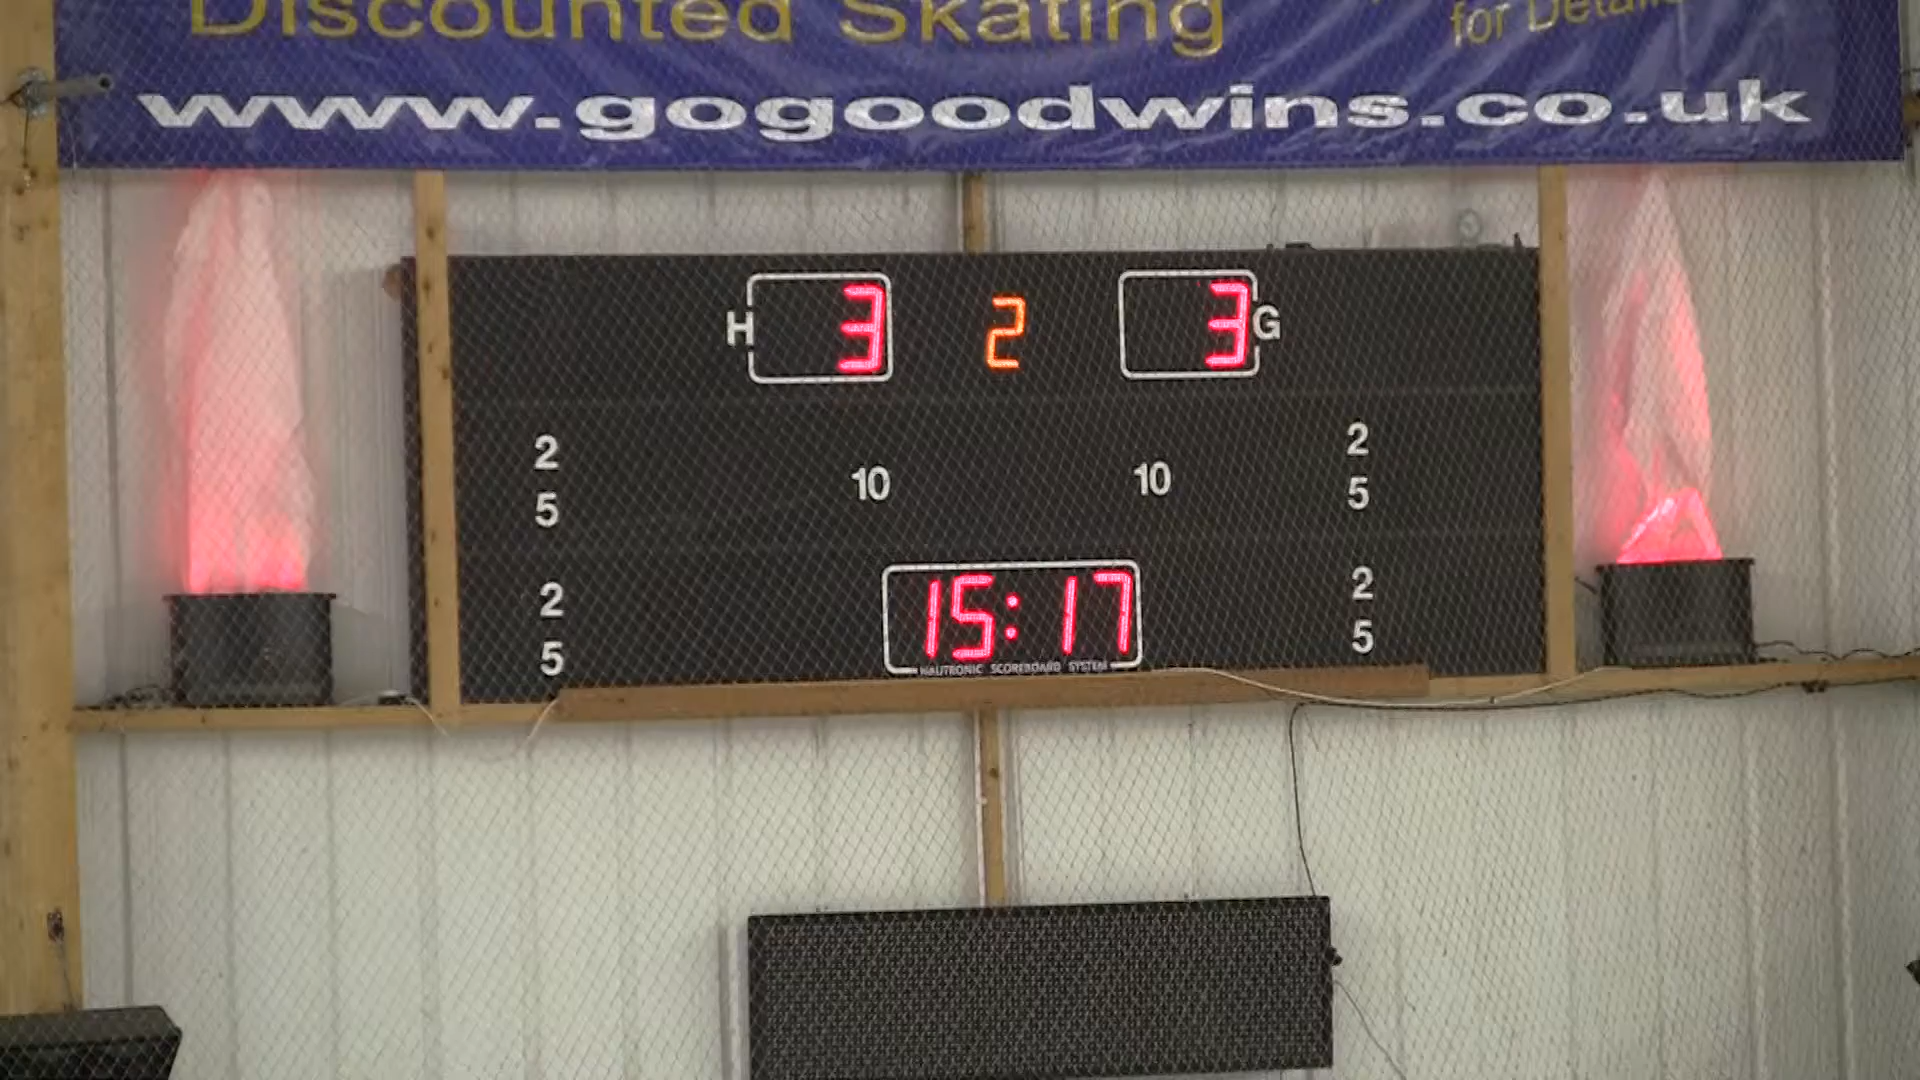 Discounted Skating
for Details
www.gogoodwins.co.uk
H 3 2 3 G
2 2
5 10 10 5
2 2
5 15:17 5
NAUTRONIC SCOREBOARD SYSTEM